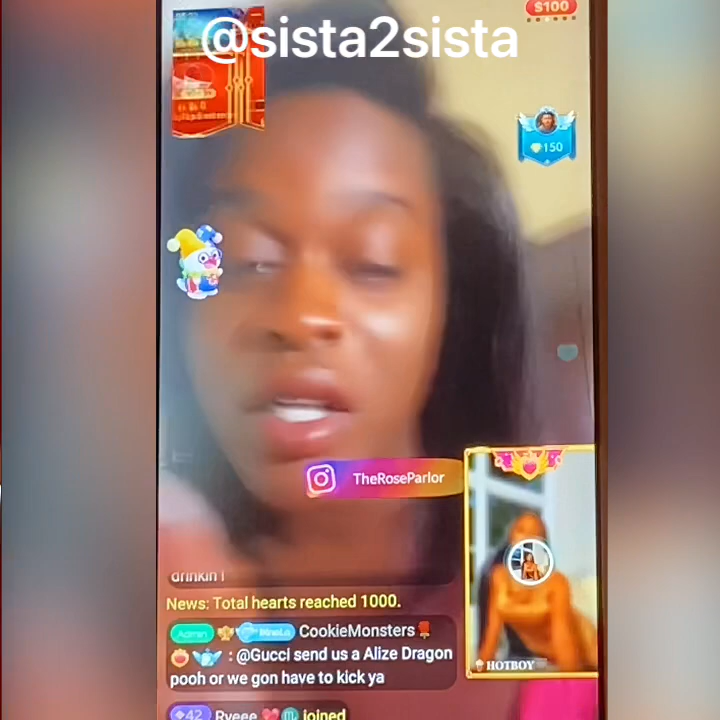 @sista2sista
$100
150
TheRoseParlor
drinkin I
News: Total hearts reached 1000.
Admin CookieMonsters
: @Gucci send us a Alize Dragon
pooh or we gon have to kick ya
HOTBOY
42 Ryeee joined